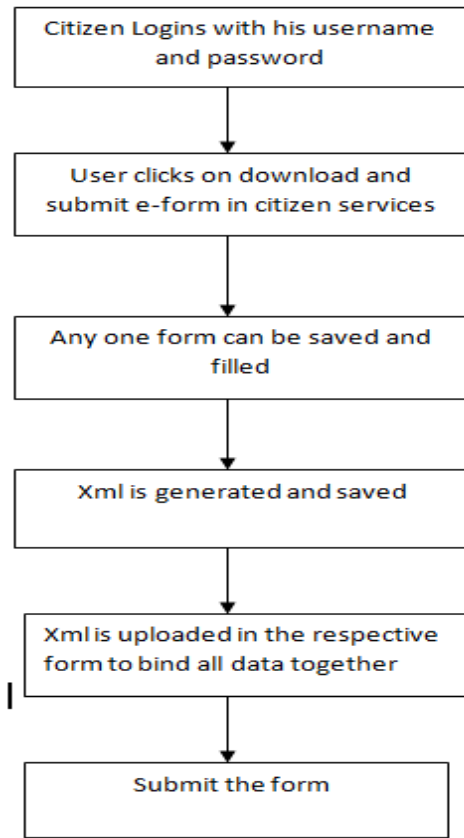 Citizen Logins with his username
and password
User clicks on download and
submit e-form in citizen services
Any one form can be saved and
filled
Xml is generated and saved
Xml is uploaded in the respective
form to bind all data together
l
Submit the form